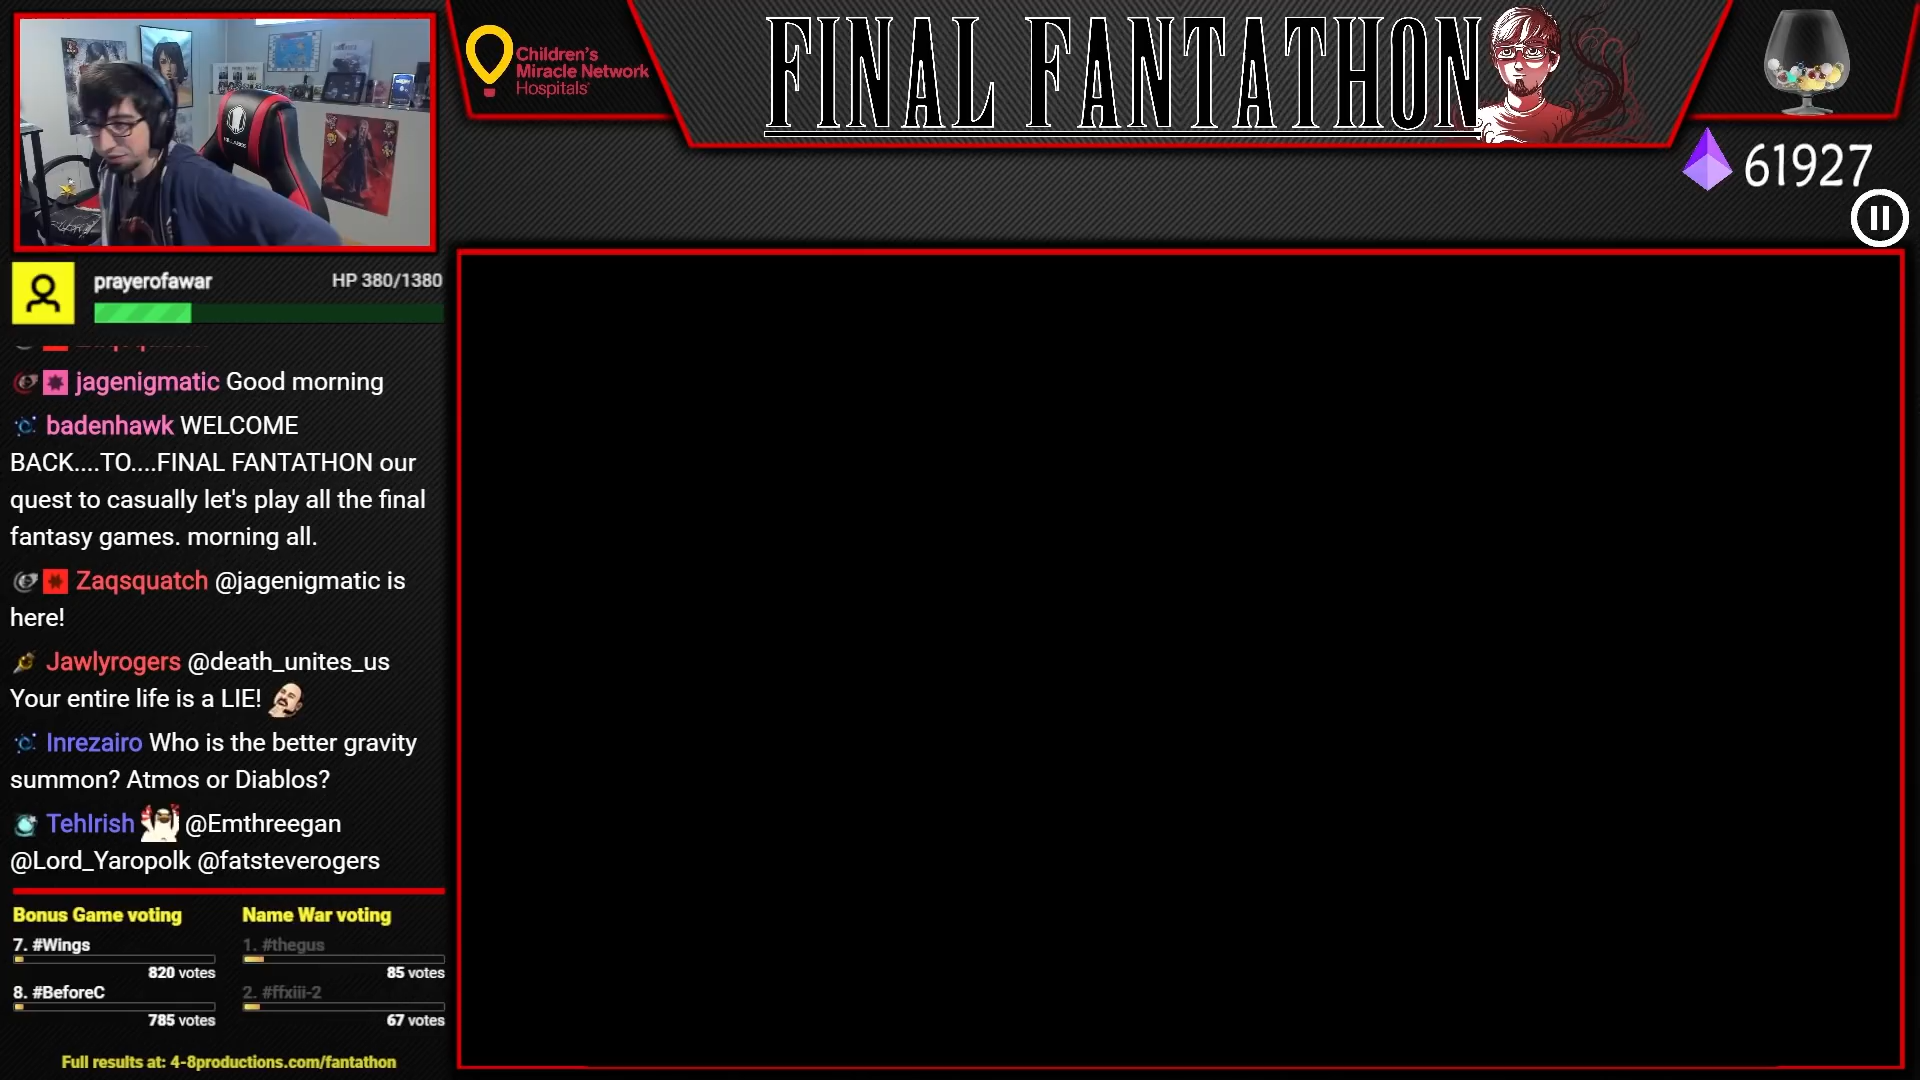 Children's
Miracle Network
Hospitals
FINAL FANTATHON
61927
prayerofawar HP 380/1380
jagenigmatic Good morning
badenhawk WELCOME
BACK....TO....FINAL FANTATHON our
quest to casually let's play all the final
fantasy games. morning all.
Zaqsquatch @jagenigmatic is
here!
Jawlyrogers @death_unites_us
Your entire life is a LIE!
Inrezairo Who is the better gravity
summon? Atmos or Diablos?
TehIrish @Emthreegan
@Lord_Yaropolk @fatsteverogers
Bonus Game voting
7. #Wings
820 votes
8. #BeforeC
785 votes
Name War voting
1. #thegus
85 votes
2. #ffxiii-2
67 votes
Full results at: 4-8productions.com/fantathon